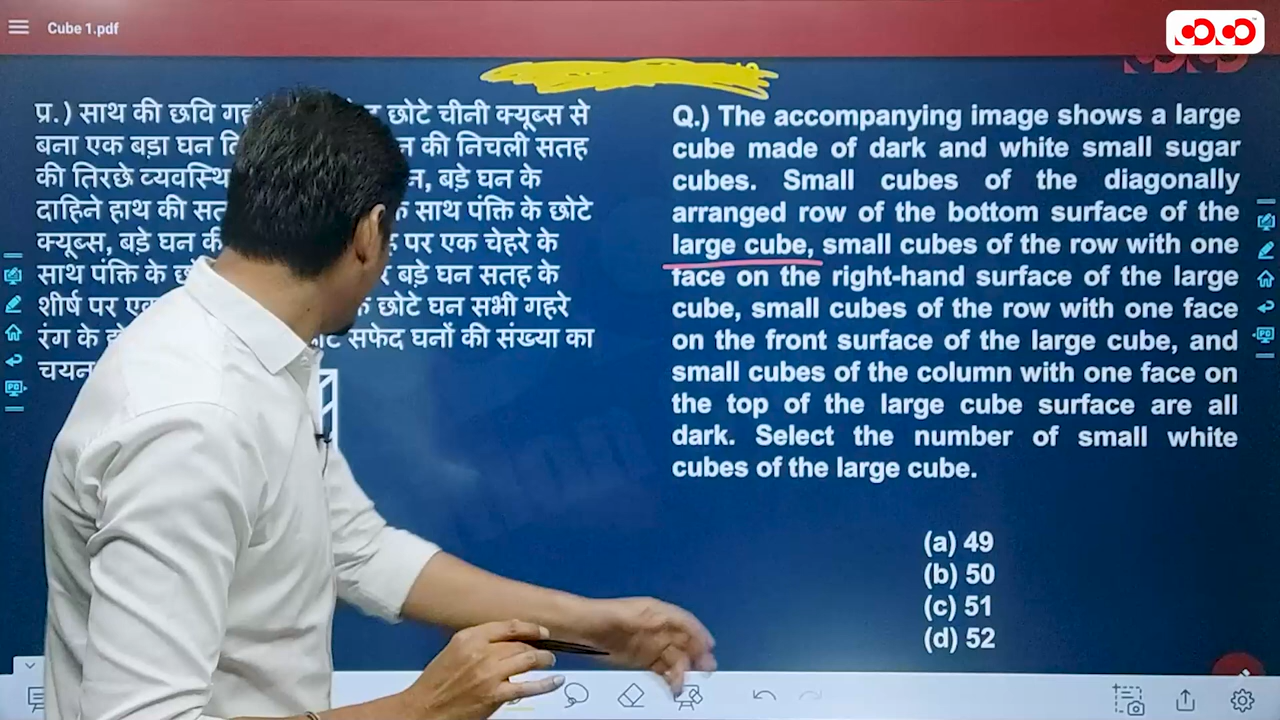 Cube 1.pdf
प्र.) साथ की छवि छोटे चीनी क्यूब्स से
बना एक बड़ा घन की निचली सतह
की तिरछे बड़े घन के
दाहिने हाथ की साथ पंक्ति के छोटे
क्यूब्स, बड़े घन पर एक चेहरे के
साथ पंक्ति के बड़े घन सतह के
शीर्ष पर छोटे घन सभी गहरे
रंग के सफेद घनों की संख्या का
Q.) The accompanying image shows a large
cube made of dark and white small sugar
cubes. Small cubes of the diagonally
arranged row of the bottom surface of the
large cube, small cubes of the row with one
face on the right-hand surface of the large
cube, small cubes of the row with one face
on the front surface of the large cube, and
small cubes of the column with one face on
the top of the large cube surface are all
dark. Select the number of small white
cubes of the large cube.
(a) 49
(b) 50
(c) 51
(d) 52